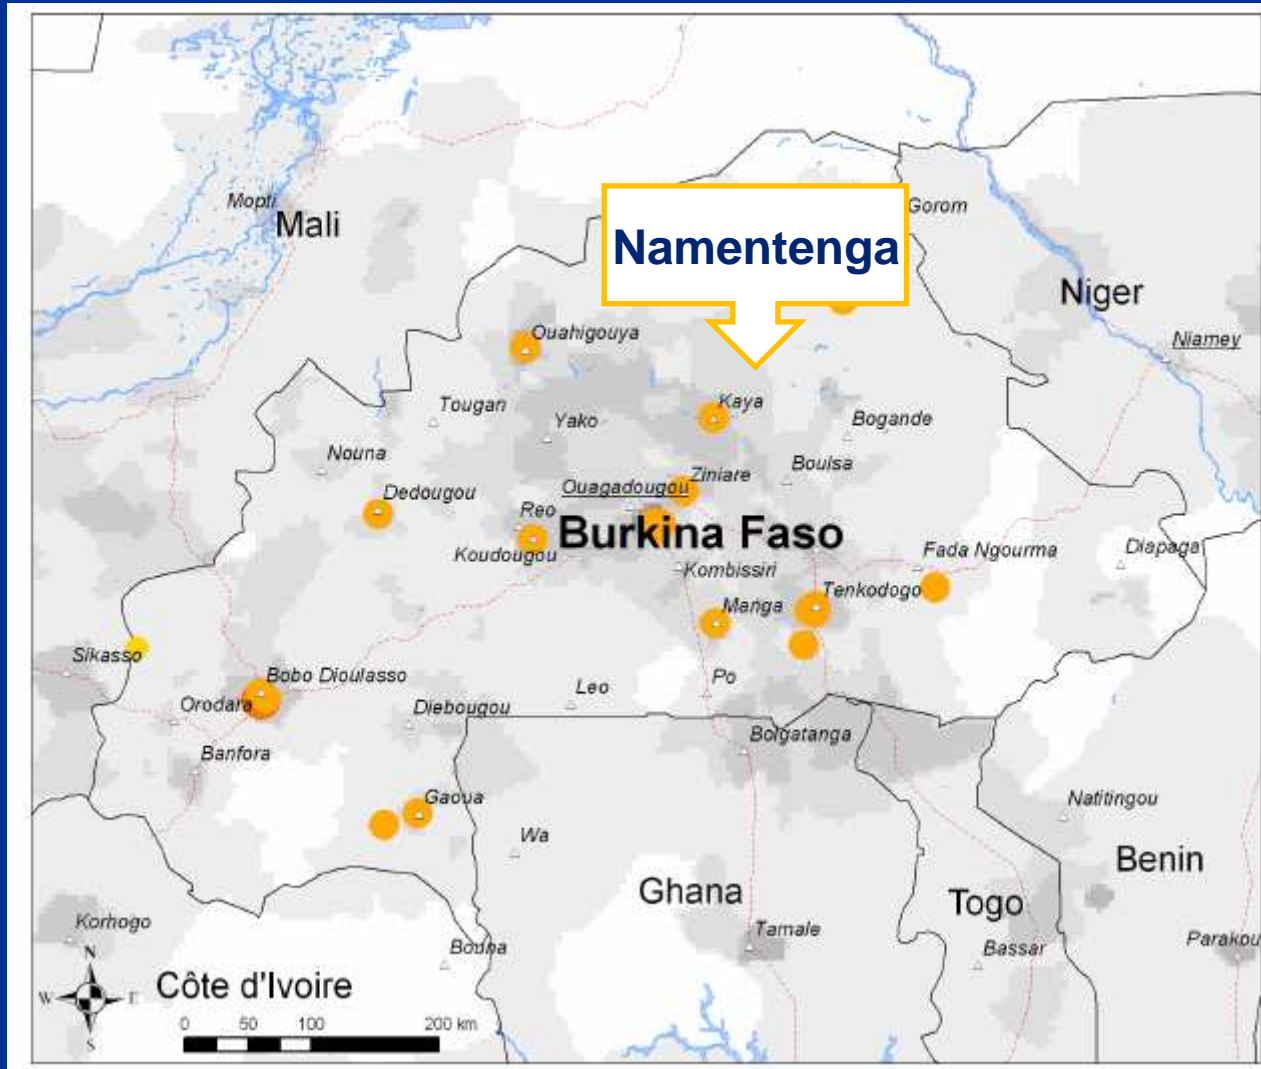 Mopti
Mali
Gorom
Namentenga
Niger
Ouahigouya
Niamey
Tougan
Kaya
Yako
Bogande
Nouna
Boulsa
Ziniare
Dedougou
Ouagadougou
Reo
Burkina Faso
Koudougou
Fada Ngourma
Diapaga
Kombissiri
Tenkodogo
Manga
Sikasso
Bobo Dioulasso
Po
Leo
Orodara
Diebougou
Bolgatanga
Banfora
Gaoua
Natitingou
Wa
Benin
Ghana
Togo
Korhogo
Tamale
Parakou
Bouna
Bassar
N
W
E
S
Côte d'Ivoire
0 50 100 200 km